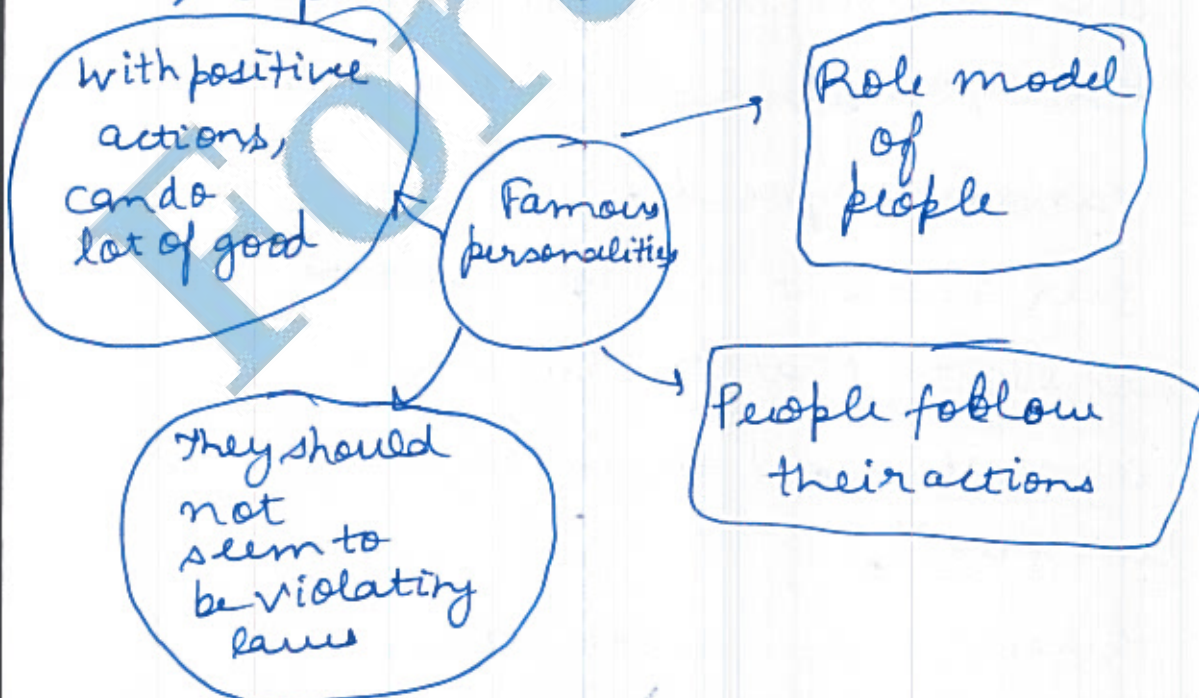 With positive
actions,
can do
lot of good
Famous
personalities
Role model
of
people
People follow
their actions
They should
not
seem to
be violating
laws
For